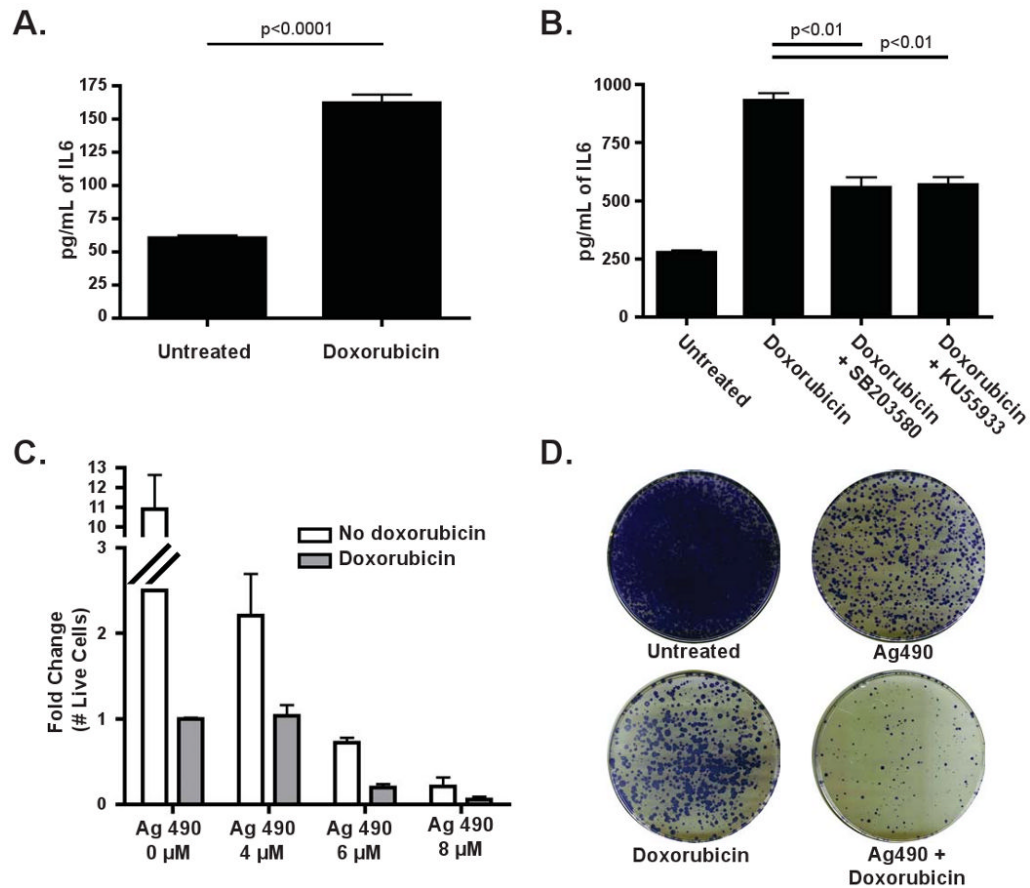 A.
p<0.0001
pg/mL of IL6
175
150
125
100
75
50
25
0
Untreated
Doxorubicin
B.
p<0.01
p<0.01
pg/mL of IL6
1000
750
500
250
0
Untreated
Doxorubicin
Doxorubicin
+ SB203580
Doxorubicin
+ KU55933
C.
Fold Change
(# Live Cells)
13
12
11
10
3
2
1
0
No doxorubicin
Doxorubicin
Ag 490
0 µM
Ag 490
4 µM
Ag 490
6 µM
Ag 490
8 µM
D.
Untreated
Ag490
Doxorubicin
Ag490 +
Doxorubicin